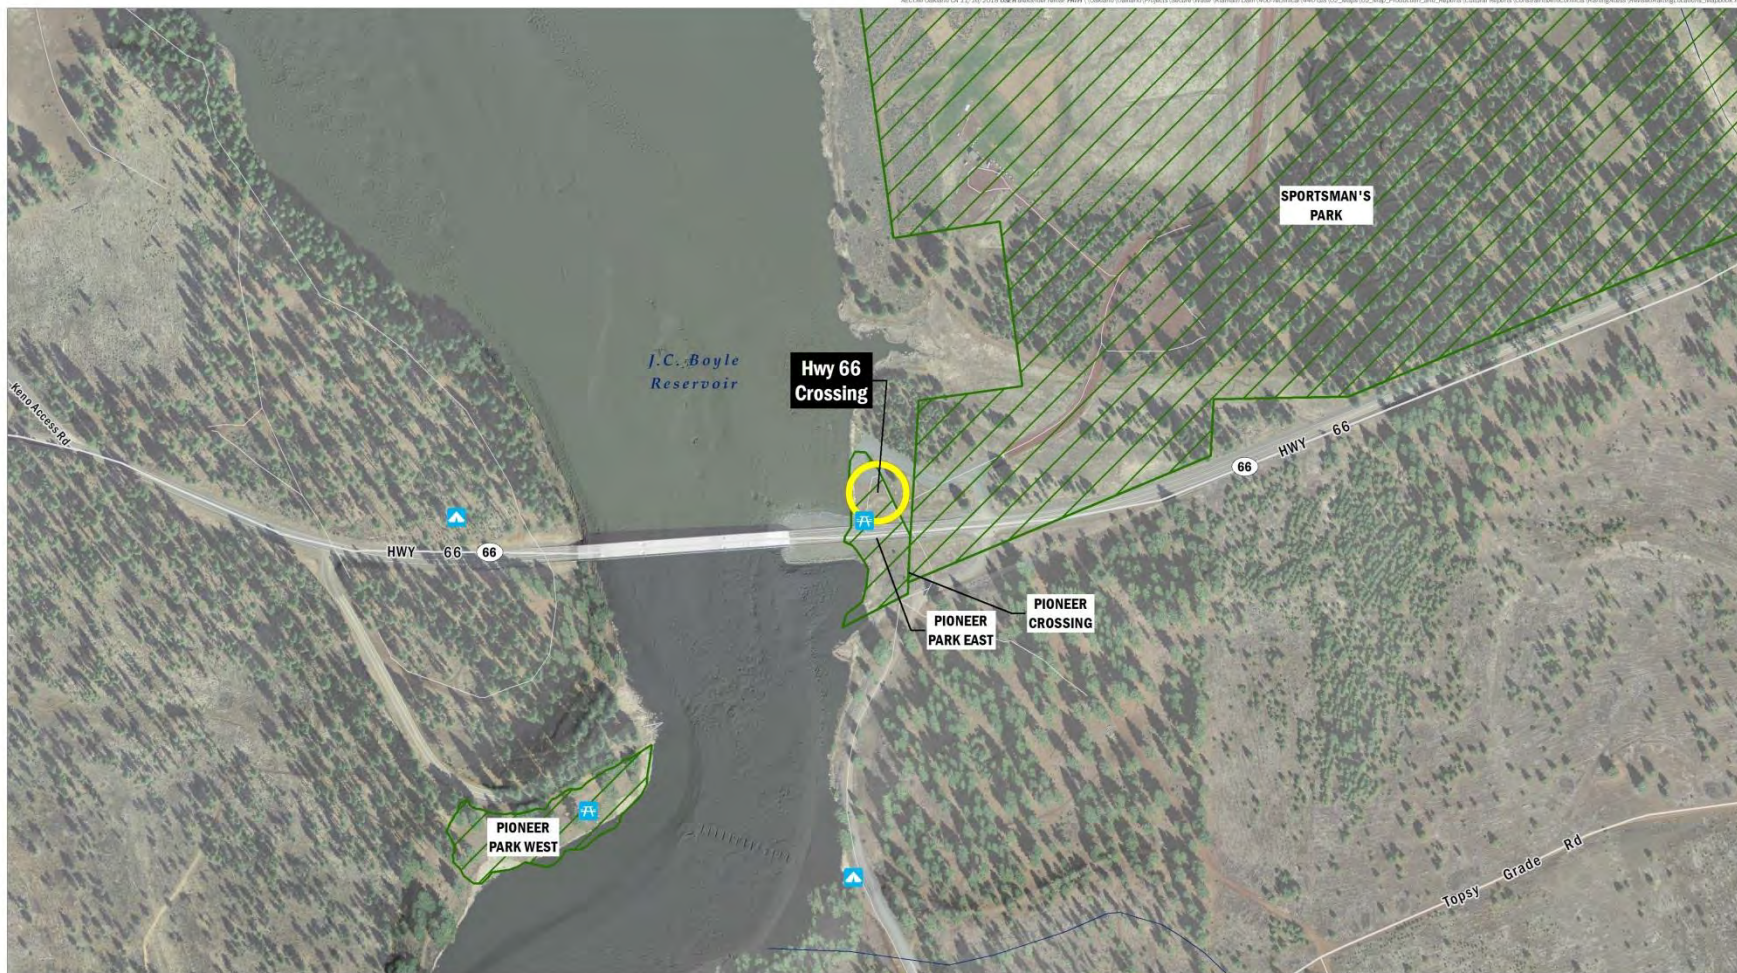 SPORTSMAN'S
PARK
J.C. Boyle
Reservoir
Hwy 66
Crossing
Keno Access Rd
HWY 66
66
66
HWY 66
PIONEER
CROSSING
PIONEER
PARK EAST
PIONEER
PARK WEST
Topsy Grade Rd